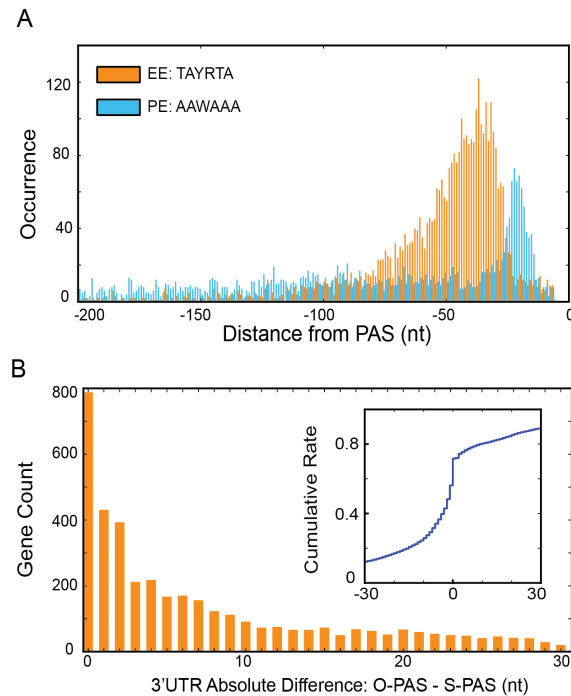 A
EE: TAYRTA
PE: AAWAAA
Occurrence
120
80
40
0
-200 -150 -100 -50 0
Distance from PAS (nt)
B
Gene Count
800
600
400
200
0
0 10 20 30
3'UTR Absolute Difference: O-PAS - S-PAS (nt)
Cumulative Rate
0.8
0.4
0
-30 0 30